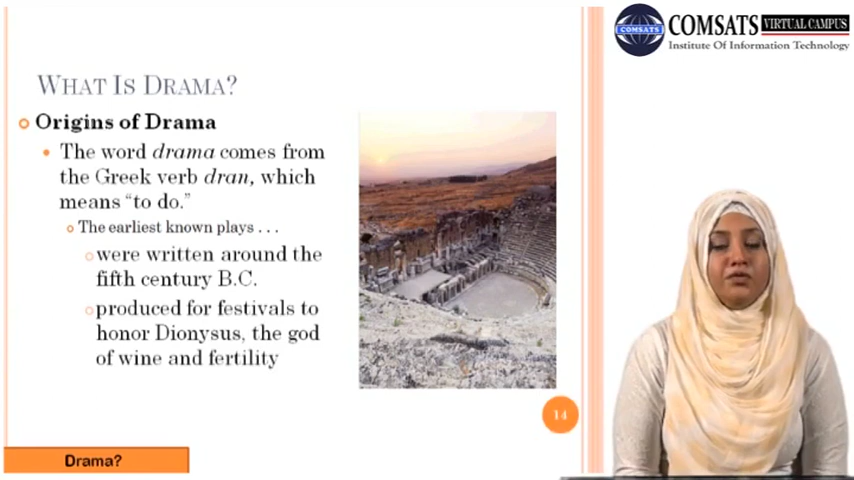 COMSATS VIRTUAL CAMPUS
COMSATS
Institute Of Information Technology
WHAT IS DRAMA?
Origins of Drama
The word drama comes from
the Greek verb dran, which
means “to do.”
The earliest known plays . . .
were written around the
fifth century B.C.
produced for festivals to
honor Dionysus, the god
of wine and fertility
14
Drama?